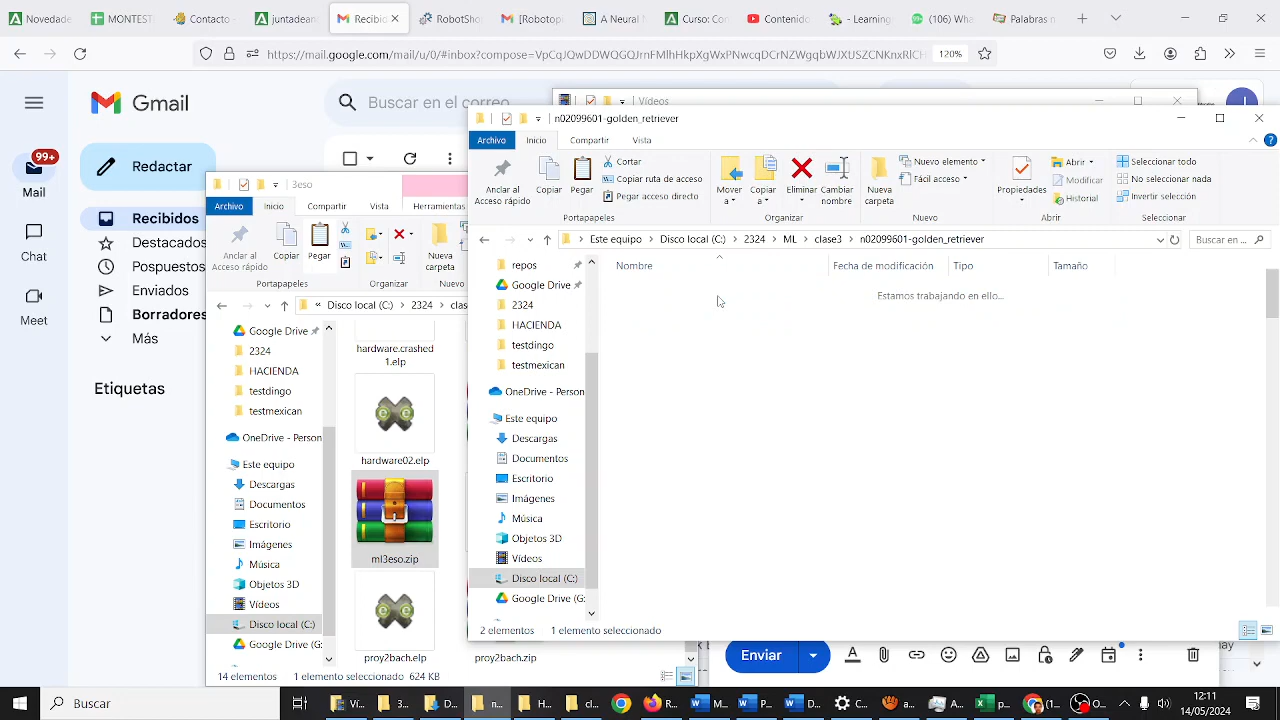 Novedade
MONTEST
Contenido
juntadeand
Recibid
RobotShop
[Robotop
A Neural
Curso: Con
Contenido
- Learning
(106) Wha
Palabras n
https://mail.google.com/mail/u/0/#inbox?compose=
120%
Gmail
Buscar en el correo
99+
Mail
Chat
Meet
Redactar
Recibidos
Destacados
Pospuestos
Enviados
Borradores
Más
Etiquetas
Vídeos
n02099601-golden_retriever
Archivo
Inicio
Compartir
Vista
Anclar al
Acceso rápido
Copiar
Pegar
Cortar
Copiar ruta de acceso
Pegar acceso directo
Portapapeles
Mover
a
Copiar
a
Eliminar
Cambiar
nombre
Organizar
Nueva
carpeta
Nuevo elemento
Fácil acceso
Nuevo
Propiedades
Abrir
Modificar
Historial
Abrir
Seleccionar todo
No seleccionar nada
Invertir selección
Seleccionar
Este equipo > Disco local (C:) > 2324 > ML > clase3 > n02099601-golden_retriever
Buscar en ...
Nombre
Fecha de modificación
Tipo
Tamaño
Estamos trabajando en ello...
repos
Google Drive
2324
HACIENDA
testdingo
testmexican
OneDrive - Person
Este equipo
Descargas
Documentos
Escritorio
Imágenes
Música
Objetos 3D
Vídeos
Disco local (C:)
Google Drive (G:
2 elementos
1 elemento seleccionado
3eso
Archivo
Inicio
Compartir
Vista
Herramientas
Anclar al
Acceso rápido
Copiar
Pegar
Portapapeles
Organizar
Nueva
carpeta
Nuevo
« Disco local (C:) > 2324 > clas
Google Drive
2324
HACIENDA
testdingo
testmexican
OneDrive - Person
Este equipo
Descargas
Documentos
Escritorio
Imágenes
Música
Objetos 3D
Vídeos
Disco local (C:)
Google Drive (G:
hardware.crashed
1.elp
hardware02.elp
ml3eso.zip
proy2bach.elp
proy2bach.zip
14 elementos
1 elemento seleccionado 624 KB
Enviar
Buscar
12:11
14/05/2024